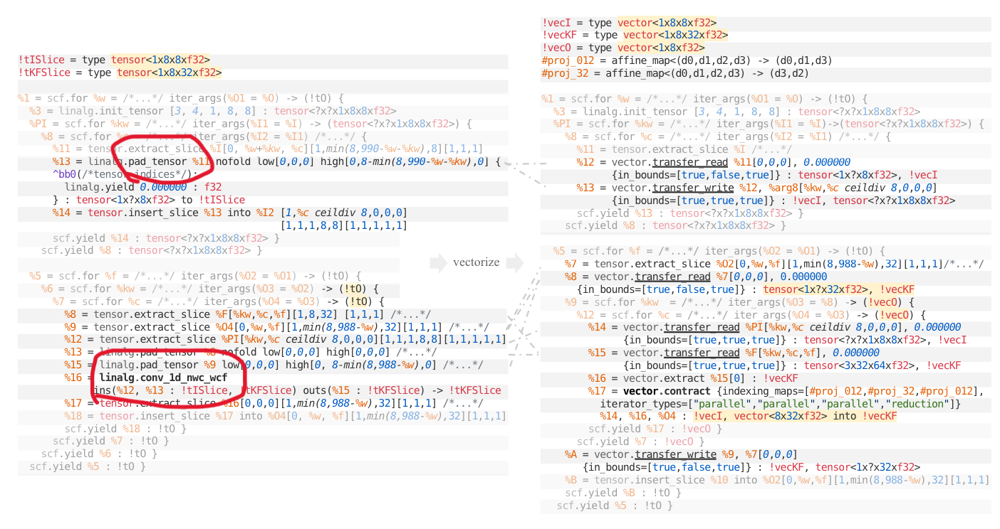 !tISlice = type tensor<1x8x8xf32>
!tKFSlice = type tensor<1x8x32xf32>
%1 = scf.for %w = /*...*/ iter_args(%O1 = %0) -> (!tO) {
%3 = linalg.init_tensor [3, 4, 1, 8, 8] : tensor<?x?x1x8x8xf32>
%PI = scf.for %kw = /*...*/ iter_args(%I1 = %I) -> (tensor<?x?x1x8x8xf32>) {
%8 = scf.for %c = /*...*/ iter_args(%I2 = %I1) /*...*/ {
%11 = tensor.extract_slice %I[0, %w+%kw, %c][1,min(8,990-%w-%kw),8][1,1,1]
%13 = linalg.pad_tensor %11 nofold low[0,0,0] high[0,8-min(8,990-%w-%kw),0] {
^bb0(/*tensor indices*/):
linalg.yield 0.000000 : f32
} : tensor<1x?x8xf32> to !tISlice
%14 = tensor.insert_slice %13 into %I2 [1,%c ceildiv 8,0,0,0]
[1,1,1,8,8][1,1,1,1,1]
scf.yield %14 : tensor<?x?x1x8x8xf32> }
scf.yield %8 : tensor<?x?x1x8x8xf32> }
%5 = scf.for %f = /*...*/ iter_args(%O2 = %O1) -> (!tO) {
%6 = scf.for %kw = /*...*/ iter_args(%O3 = %O2) -> (!tO) {
%7 = scf.for %c = /*...*/ iter_args(%O4 = %O3) -> (!tO) {
%8 = tensor.extract_slice %F[%kw,%c,%f][1,8,32] [1,1,1] /*...*/
%9 = tensor.extract_slice %O4[0,%w,%f][1,min(8,988-%w),32][1,1,1] /*...*/
%12 = tensor.extract_slice %PI[%kw,%c ceildiv 8,0,0,0][1,1,1,8,8][1,1,1,1,1]
%13 = linalg.pad_tensor %8 nofold low[0,0,0] high[0,0,0] /*...*/
%15 = linalg.pad_tensor %9 low[0,0,0] high[0, 8-min(8,988-%w),0] /*...*/
%16 = linalg.conv_1d_nwc_wcf
ins(%12, %13 : !tISlice, !tKFSlice) outs(%15 : !tKFSlice) -> !tKFSlice
%17 = tensor.extract_slice %16[0,0,0][1,min(8,988-%w),32][1,1,1] /*...*/
%18 = tensor.insert_slice %17 into %O4[0, %w, %f][1,min(8,988-%w),32][1,1,1]
scf.yield %18 : !tO }
scf.yield %7 : !tO }
scf.yield %6 : !tO }
scf.yield %5 : !tO }
vectorize
!vecI = type vector<1x8x8xf32>
!vecKF = type vector<1x8x32xf32>
!vecO = type vector<1x8xf32>
#proj_012 = affine_map<(d0,d1,d2,d3) -> (d0,d1,d3)
#proj_32 = affine_map<(d0,d1,d2,d3) -> (d3,d2)
%1 = scf.for %w = /*...*/ iter_args(%O1 = %0) -> (!tO) {
%3 = linalg.init_tensor [3, 4, 1, 8, 8] : tensor<?x?x1x8x8xf32>
%PI = scf.for %kw = /*...*/ iter_args(%I1 = %I)->(tensor<?x?x1x8x8xf32>) {
%8 = scf.for %c = /*...*/ iter_args(%I2 = %I1) /*...*/ {
%11 = tensor.extract_slice %I /*...*/
%12 = vector.transfer_read %11[0,0,0], 0.000000
{in_bounds=[true,false,true]} : tensor<1x?x8xf32>, !vecI
%13 = vector.transfer_write %12, %arg8[%kw,%c ceildiv 8,0,0,0]
{in_bounds=[true,true,true]} : !vecI, tensor<?x?x1x8x8xf32>
scf.yield %13 : tensor<?x?x1x8x8xf32> }
scf.yield %8 : tensor<?x?x1x8x8xf32> }
%5 = scf.for %f = /*...*/ iter_args(%O2 = %O1) -> (!tO) {
%7 = tensor.extract_slice %O2[0,%w,%f][1,min(8,988-%w),32][1,1,1]/*...*/
%8 = vector.transfer_read %7[0,0,0], 0.000000
{in_bounds=[true,false,true]} : tensor<1x?x32xf32>, !vecKF
%9 = scf.for %kw = /*...*/ iter_args(%O3 = %8) -> (!vecO) {
%12 = scf.for %c = /*...*/ iter_args(%O4 = %O3) -> (!vecO) {
%14 = vector.transfer_read %PI[%kw,%c ceildiv 8,0,0,0], 0.000000
{in_bounds=[true,true,true]} : tensor<?x?x1x8x8xf32>, !vecI
%15 = vector.transfer_read %F[%kw,%c,%f], 0.000000
{in_bounds=[true,true,true]} : tensor<3x32x64xf32>, !vecKF
%16 = vector.extract %15[0] : !vecKF
%17 = vector.contract {indexing_maps=[#proj_012,#proj_32,#proj_012],
iterator_types=["parallel","parallel","parallel","reduction"]}
%14, %16, %O4 : !vecI, vector<8x32xf32> into !vecKF
scf.yield %17 : !vecO }
scf.yield %7 : !vecO }
%A = vector.transfer_write %9, %7[0,0,0]
{in_bounds=[true,false,true]} : !vecKF, tensor<1x?x32xf32>
%B = tensor.insert_slice %10 into %O2[0,%w,%f][1,min(8,988-%w),32][1,1,1]
scf.yield %B : !tO }
scf.yield %5 : !tO }